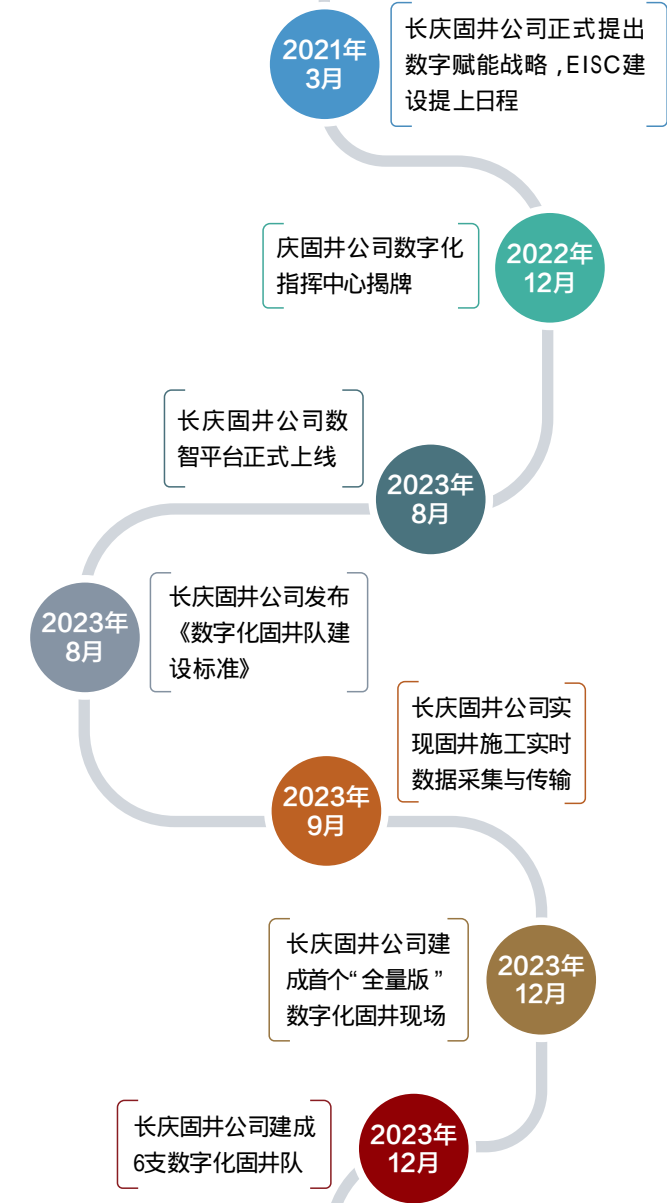 2021年
3月
长庆固井公司正式提出
数字赋能战略,EISC建
设提上日程
庆固井公司数字化
指挥中心揭牌
2022年
12月
长庆固井公司数
智平台正式上线
2023年
8月
2023年
8月
长庆固井公司发布
《数字化固井队建
设标准》
长庆固井公司实
现固井施工实时
数据采集与传输
2023年
9月
长庆固井公司建
成首个“全量版”
数字化固井现场
2023年
12月
长庆固井公司建成
6支数字化固井队
2023年
12月